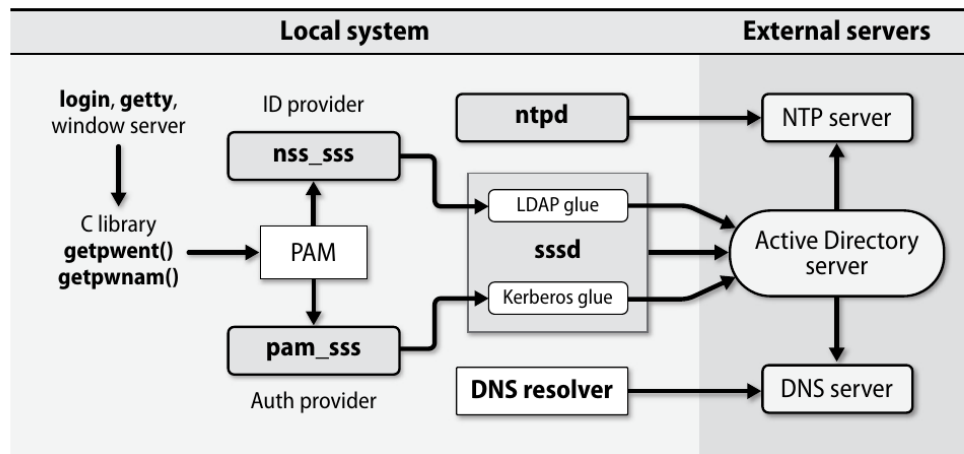 Local system
External servers
login, getty,
window server
C library
getpwent()
getpwnam()
ID provider
nss_sss
PAM
pam_sss
Auth provider
ntpd
LDAP glue
sssd
Kerberos glue
DNS resolver
NTP server
Active Directory
server
DNS server